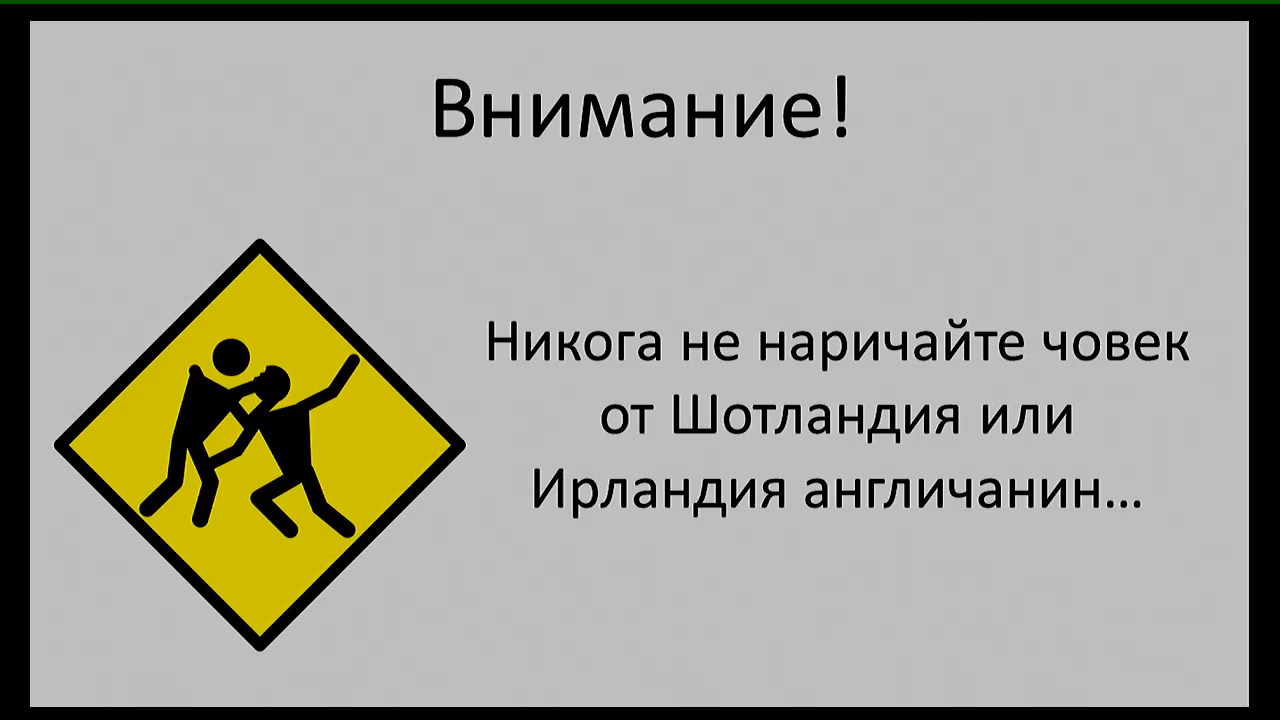 Внимание!
Никога не наричайте човек
от Шотландия или
Ирландия англичанин...